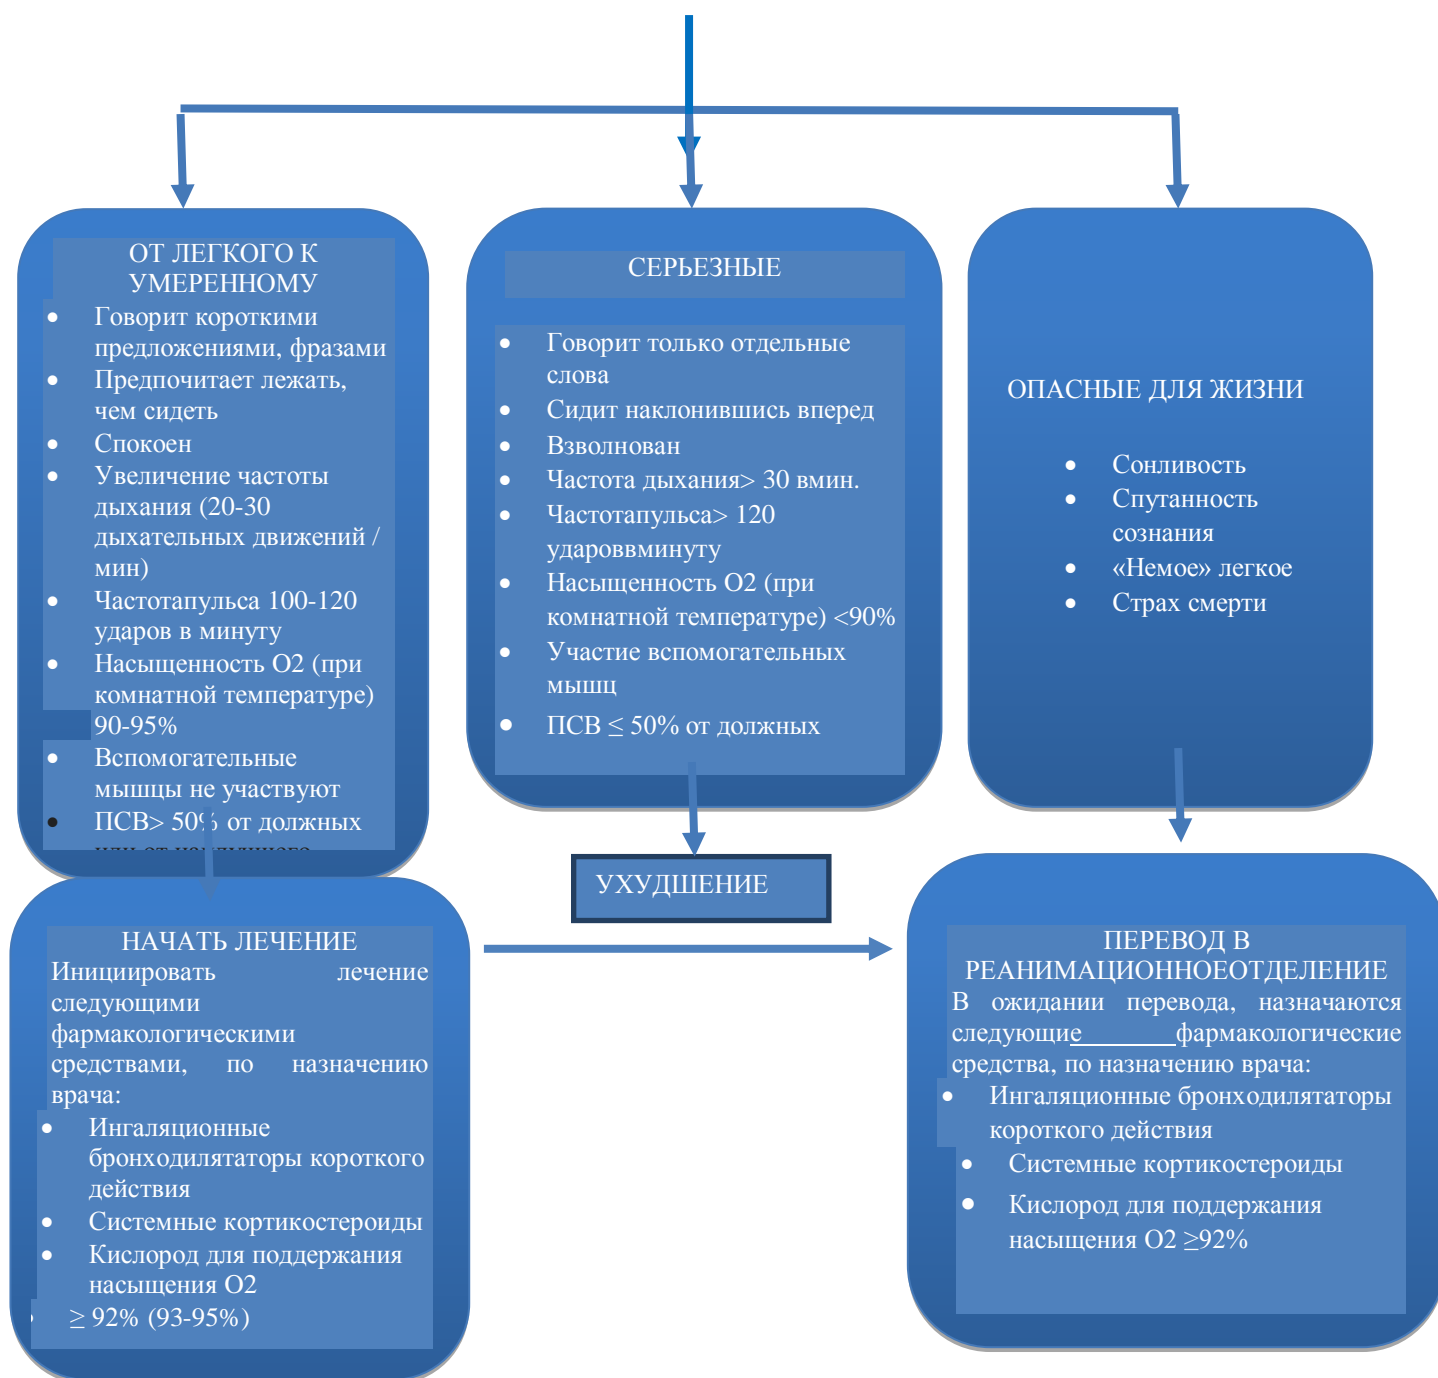 ОТ ЛЕГКОГО К
УМЕРЕННОМУ
• Говорит короткими
предложениями, фразами
• Предпочитает лежать,
чем сидеть
• Спокоен
• Увеличение частоты
дыхания (20-30
дыхательных движений /
мин)
• Частотапульса 100-120
ударов в минуту
• Насыщенность О2 (при
комнатной температуре)
90-95%
• Вспомогательные
мышцы не участвуют
• ПСВ> 50% от должных
СЕРЬЕЗНЫЕ
• Говорит только отдельные
слова
• Сидит наклонившись вперед
• Взволнован
• Частота дыхания> 30 вмин.
• Частотапульса> 120
удароввминуту
• Насыщенность О2 (при
комнатной температуре) <90%
• Участие вспомогательных
мышц
• ПСВ ≤ 50% от должных
ОПАСНЫЕ ДЛЯ ЖИЗНИ
• Сонливость
• Спутанность
сознания
• «Немое» легкое
• Страх смерти
УХУДШЕНИЕ
НАЧАТЬ ЛЕЧЕНИЕ
Инициировать лечение
следующими
фармакологическими
средствами, по назначению
врача:
• Ингаляционные
бронходилятаторы короткого
действия
• Системные кортикостероиды
• Кислород для поддержания
насыщения О2
• ≥ 92% (93-95%)
ПЕРЕВОД В
РЕАНИМАЦИОННОЕОТДЕЛЕНИЕ
В ожидании перевода, назначаются
следующие фармакологические
средства, по назначению врача:
• Ингаляционные бронходилятаторы
короткого действия
• Системные кортикостероиды
• Кислород для поддержания
насыщения О2 ≥92%